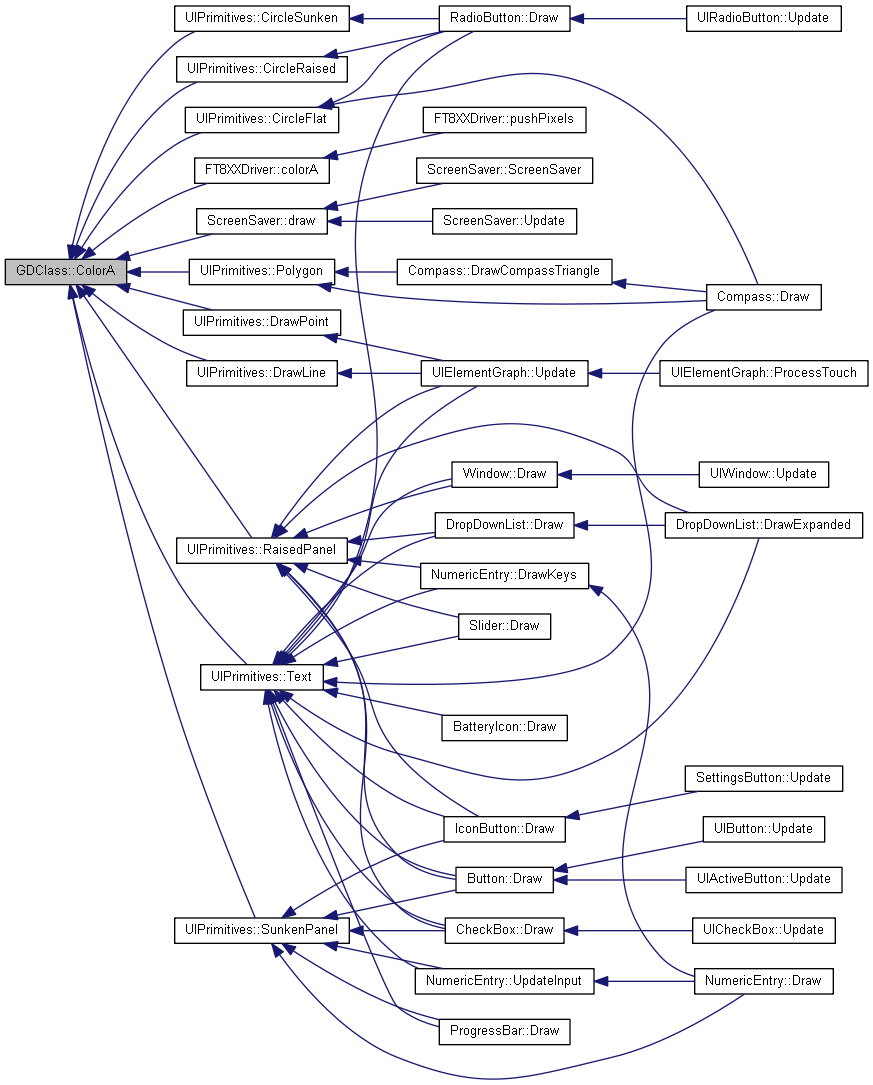 UIPrimitives::CircleSunken
RadioButton::Draw
UIRadioButton::Update
UIPrimitives::CircleRaised
UIPrimitives::CircleFlat
FT8XXDriver::pushPixels
FT8XXDriver::colorA
ScreenSaver::ScreenSaver
ScreenSaver::draw
ScreenSaver::Update
GDClass::ColorA
UIPrimitives::Polygon
Compass::DrawCompassTriangle
Compass::Draw
UIPrimitives::DrawPoint
UIPrimitives::DrawLine
UIElementGraph::Update
UIElementGraph::ProcessTouch
Window::Draw
UIWindow::Update
DropDownList::Draw
DropDownList::DrawExpanded
UIPrimitives::RaisedPanel
NumericEntry::DrawKeys
Slider::Draw
UIPrimitives::Text
BatteryIcon::Draw
SettingsButton::Update
IconButton::Draw
UIButton::Update
Button::Draw
UIActiveButton::Update
UIPrimitives::SunkenPanel
CheckBox::Draw
UICheckBox::Update
NumericEntry::UpdateInput
NumericEntry::Draw
ProgressBar::Draw